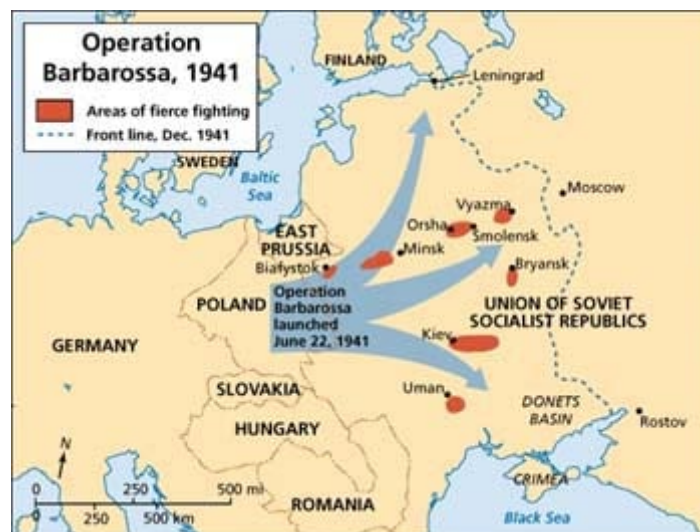 Operation
Barbarossa, 1941
Areas of fierce fighting
Front line, Dec. 1941
FINLAND
Leningrad
SWEDEN
Baltic
Sea
Moscow
Vyazma
Orsha
Smolensk
EAST
PRUSSIA
Minsk
Białystok
Bryansk
Operation
Barbarossa
launched
June 22, 1941
POLAND
UNION OF SOVIET
SOCIALIST REPUBLICS
GERMANY
Kiev
SLOVAKIA
Uman
DONETS
BASIN
HUNGARY
Rostov
N
CRIMEA
0 250 500 mi
0 250 500 km
ROMANIA
Black Sea